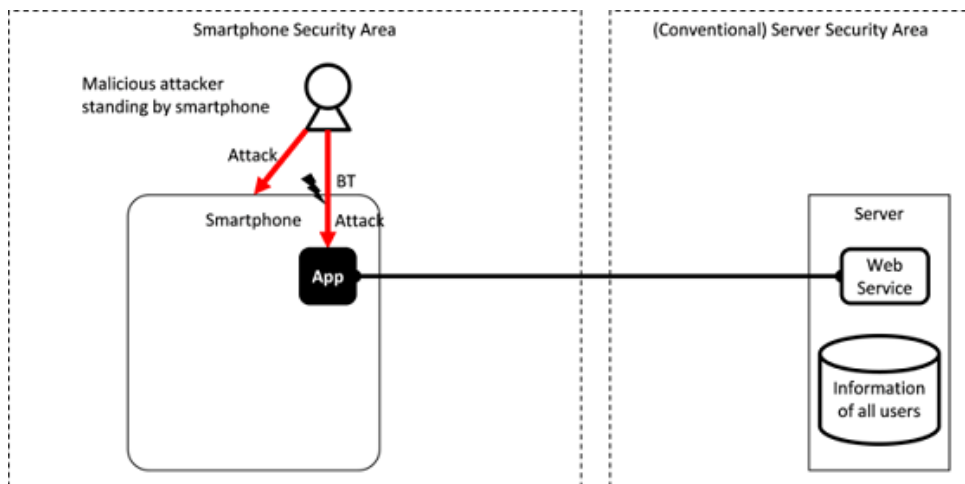 Smartphone Security Area
(Conventional) Server Security Area
Malicious attacker
standing by smartphone
Attack
BT
Smartphone
Attack
App
Server
Web
Service
Information
of all users